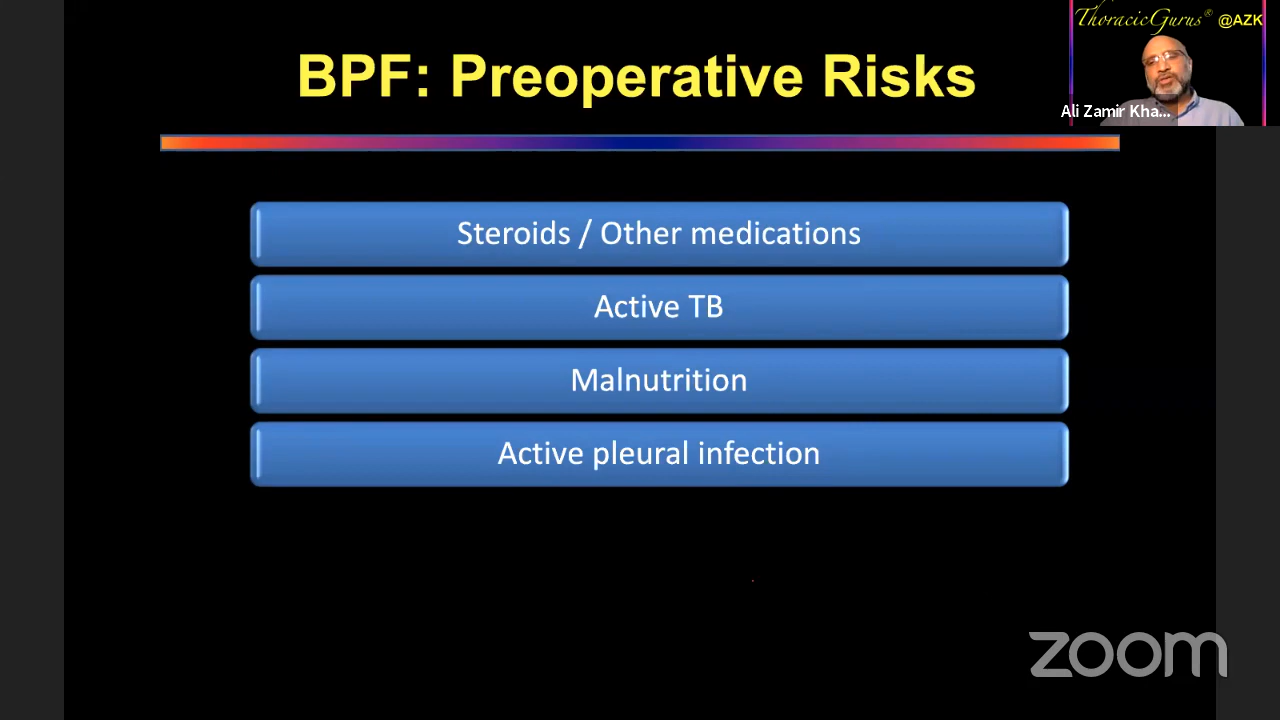 ThoracicGurus® @AZK
BPF: Preoperative Risks
Ali Zamir Kha...
Steroids / Other medications
Active TB
Malnutrition
Active pleural infection
zoom